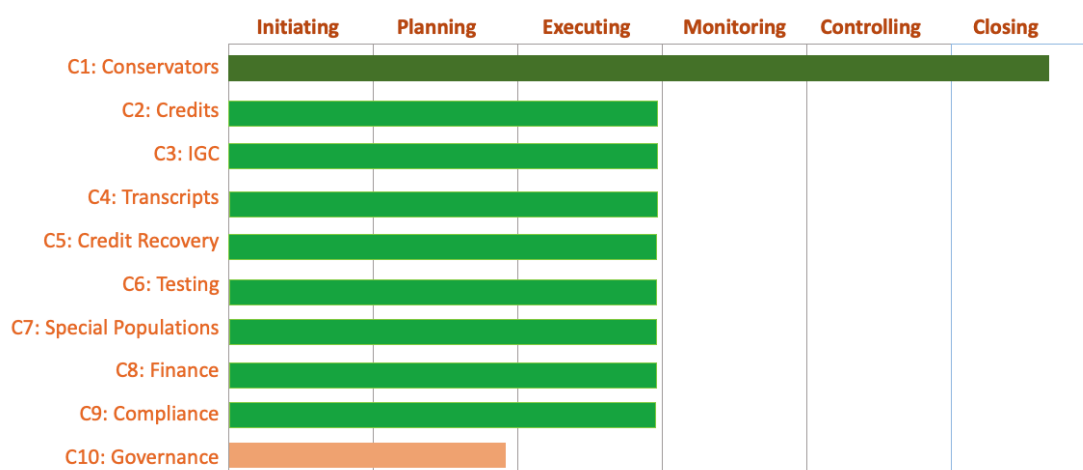 Initiating Planning Executing Monitoring Controlling Closing
C1: Conservators
C2: Credits
C3: IGC
C4: Transcripts
C5: Credit Recovery
C6: Testing
C7: Special Populations
C8: Finance
C9: Compliance
C10: Governance